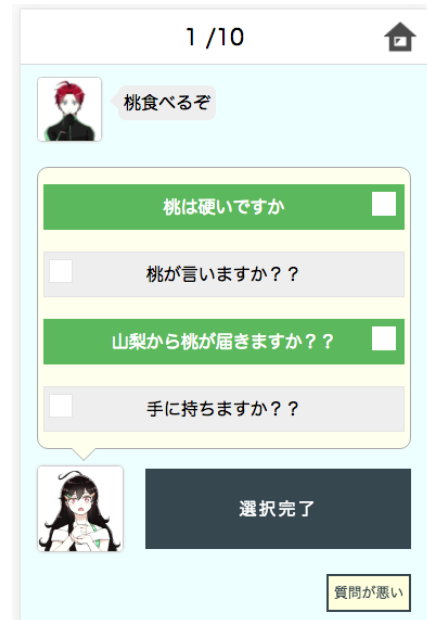 1 /10
桃食べるぞ
桃は硬いですか
桃が言いますか？？
山梨から桃が届きますか？？
手に持ちますか？？
選択完了
質問が悪い